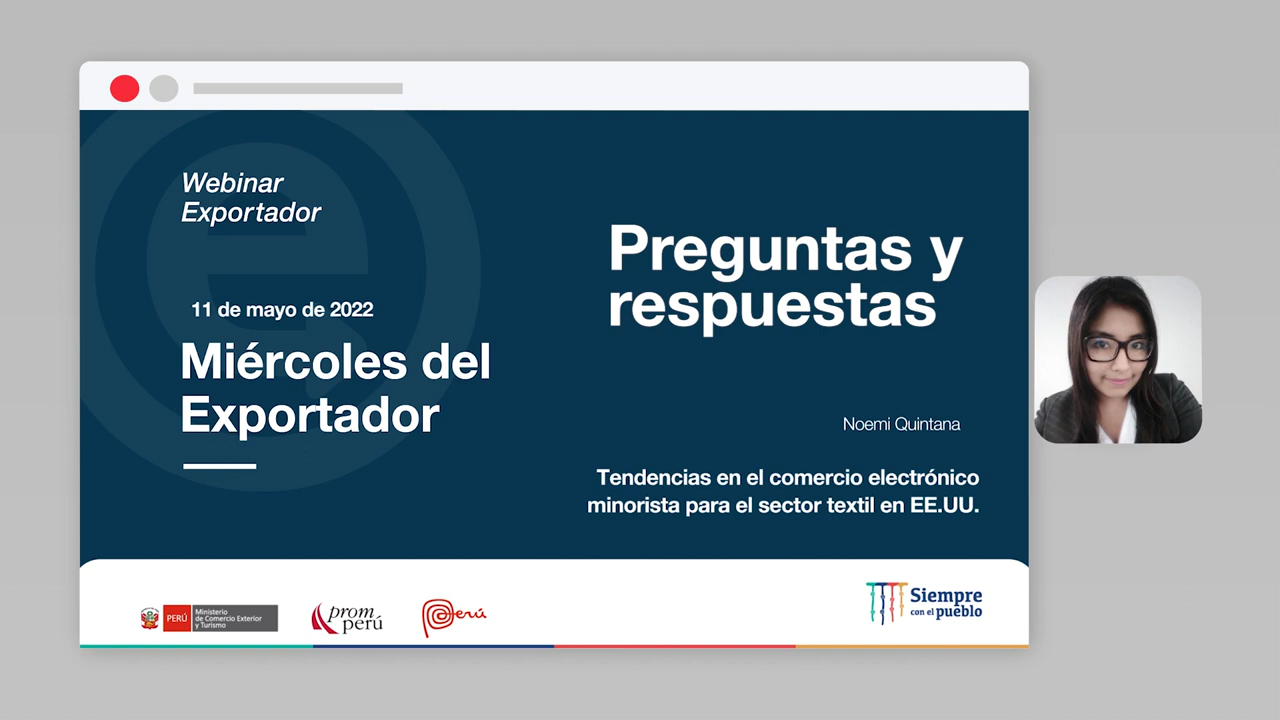 Webinar
Exportador
11 de mayo de 2022
Miércoles del
Exportador
Preguntas y
respuestas
Noemi Quintana
Tendencias en el comercio electrónico
minorista para el sector textil en EE.UU.
PERÚ
Ministerio
de Comercio Exterior
y Turismo
prom
perú
Perú
Siempre
con el pueblo